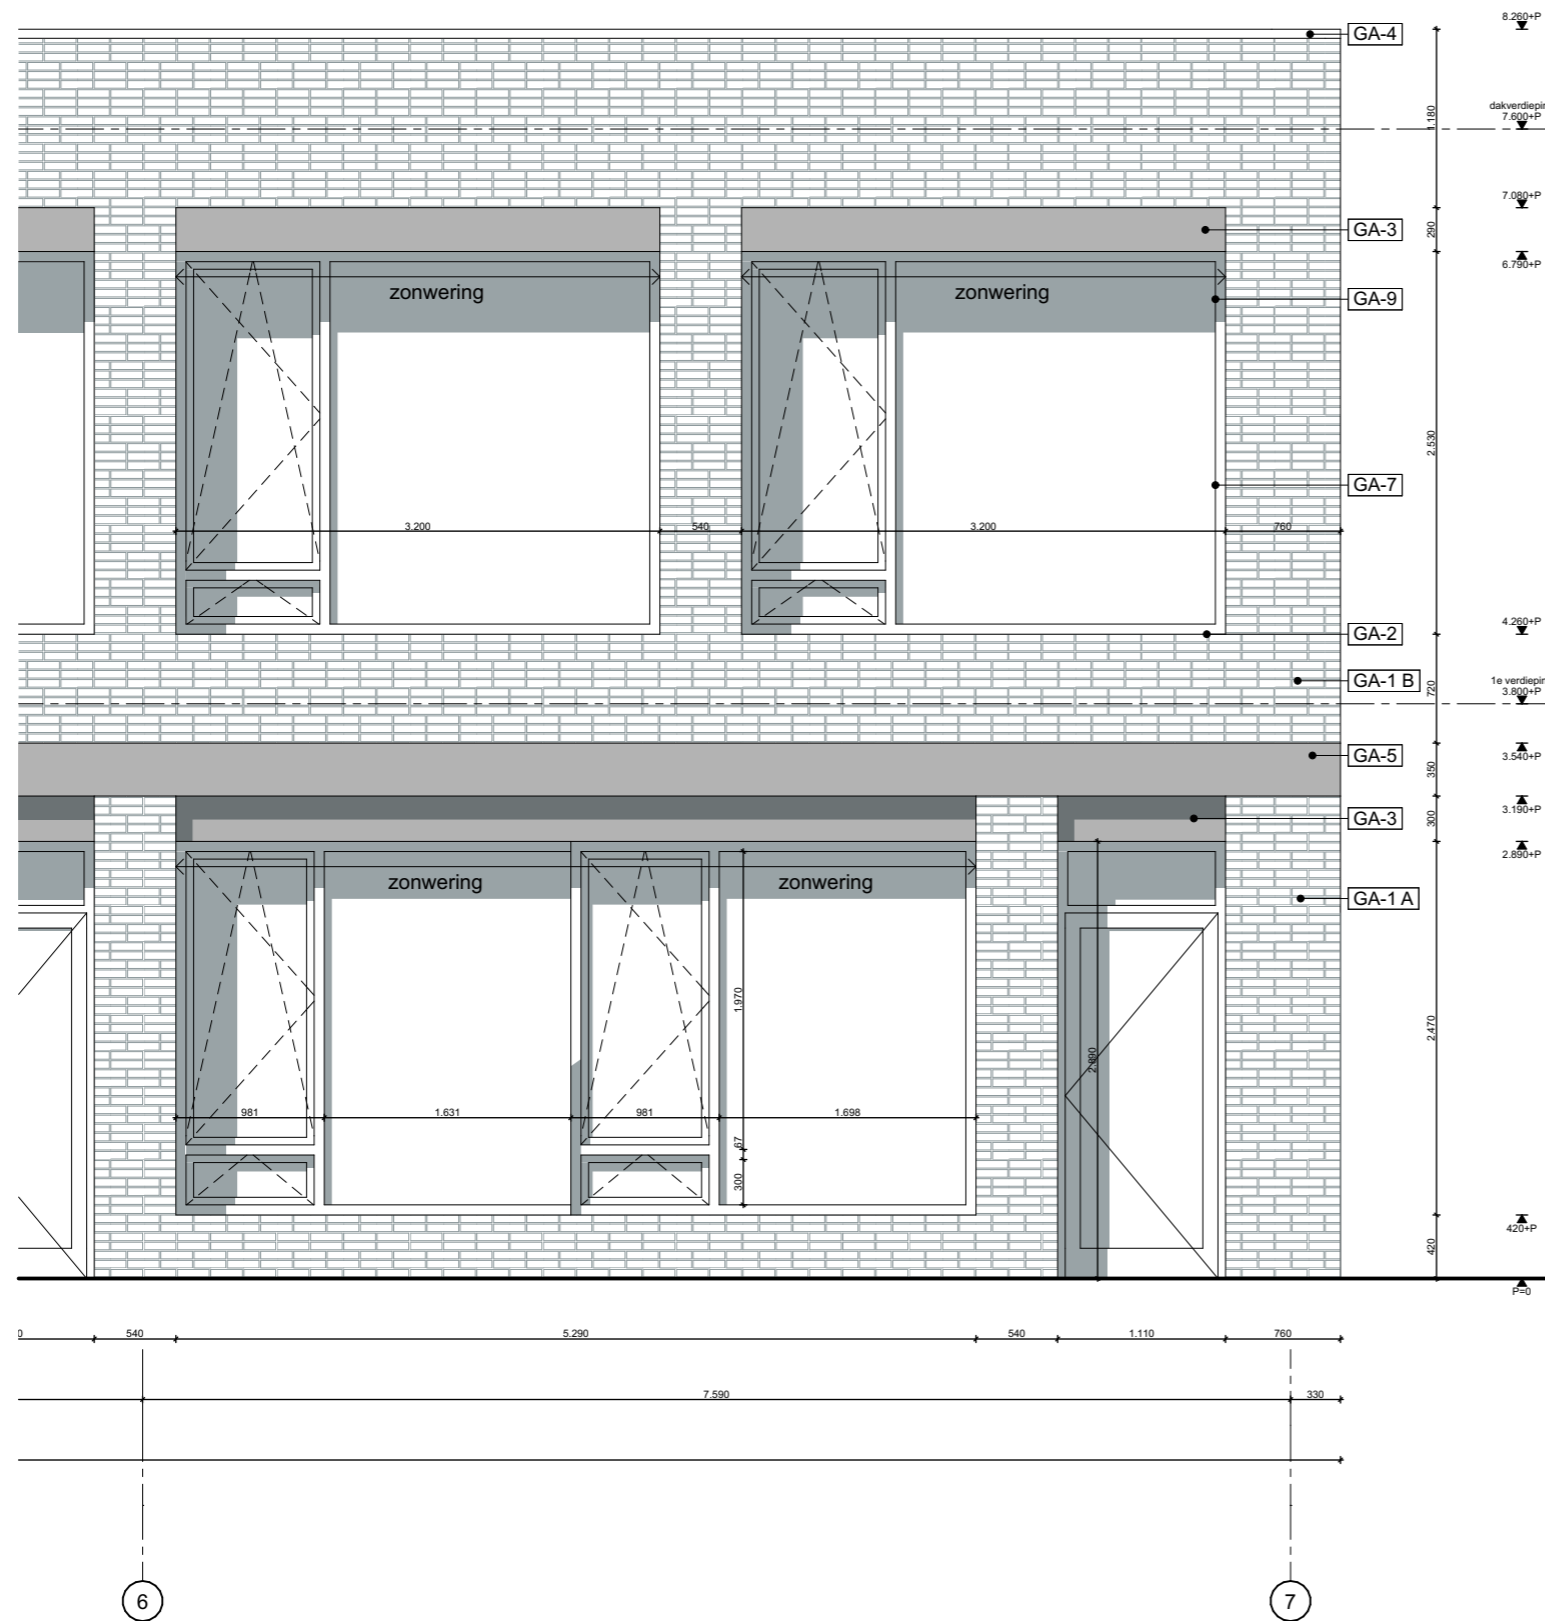 8.260+P
GA-4
1.180
dakverdiepin
7.600+P
7.080+P
GA-3
290
6.790+P
zonwering
zonwering
GA-9
2.530
GA-7
3.200
540
3.200
760
4.260+P
GA-2
GA-1 B
720
1e verdiepin
3.800+P
GA-5
3.540+P
350
3.190+P
GA-3
300
2.890+P
zonwering
zonwering
GA-1 A
1.970
2.890
2.470
981
1.631
981
1.698
67
300
420+P
420
P=0
0
540
5.290
540
1.110
760
7.590
330
6
7